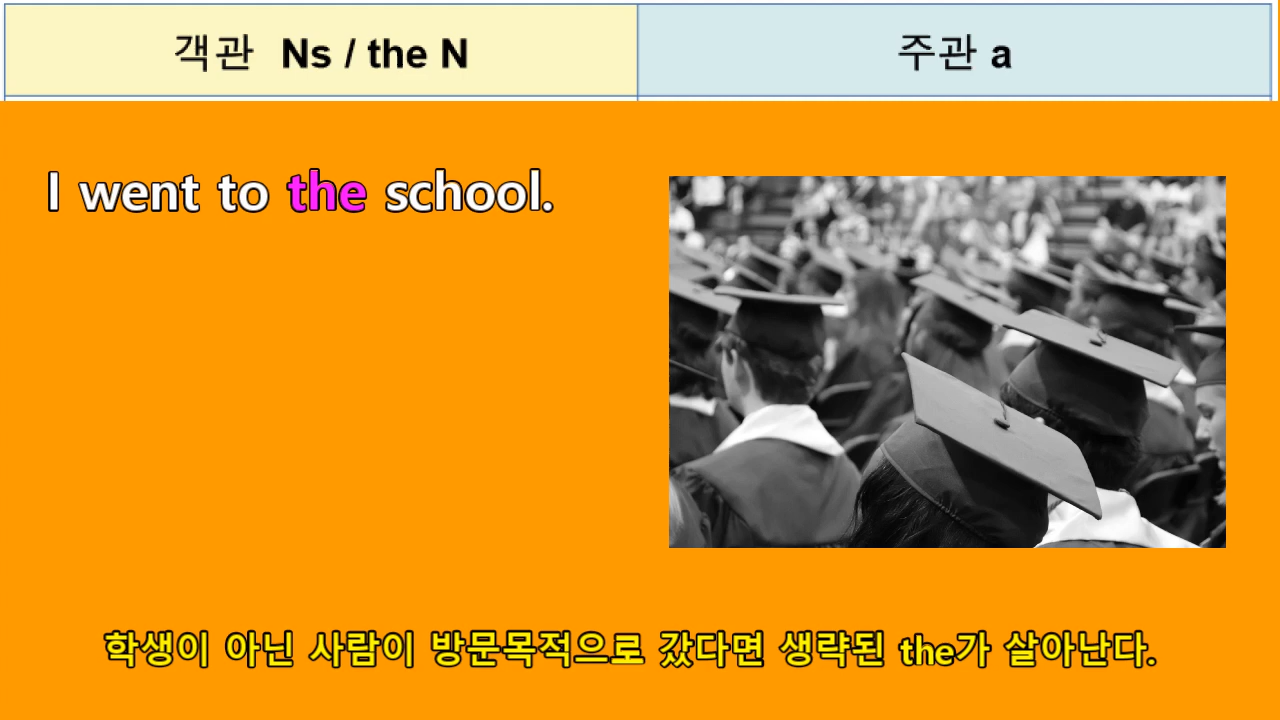 객관 Ns / the N
주관 a
I went to the school.
학생이 아닌 사람이 방문목적으로 갔다면 생략된 the가 살아난다.